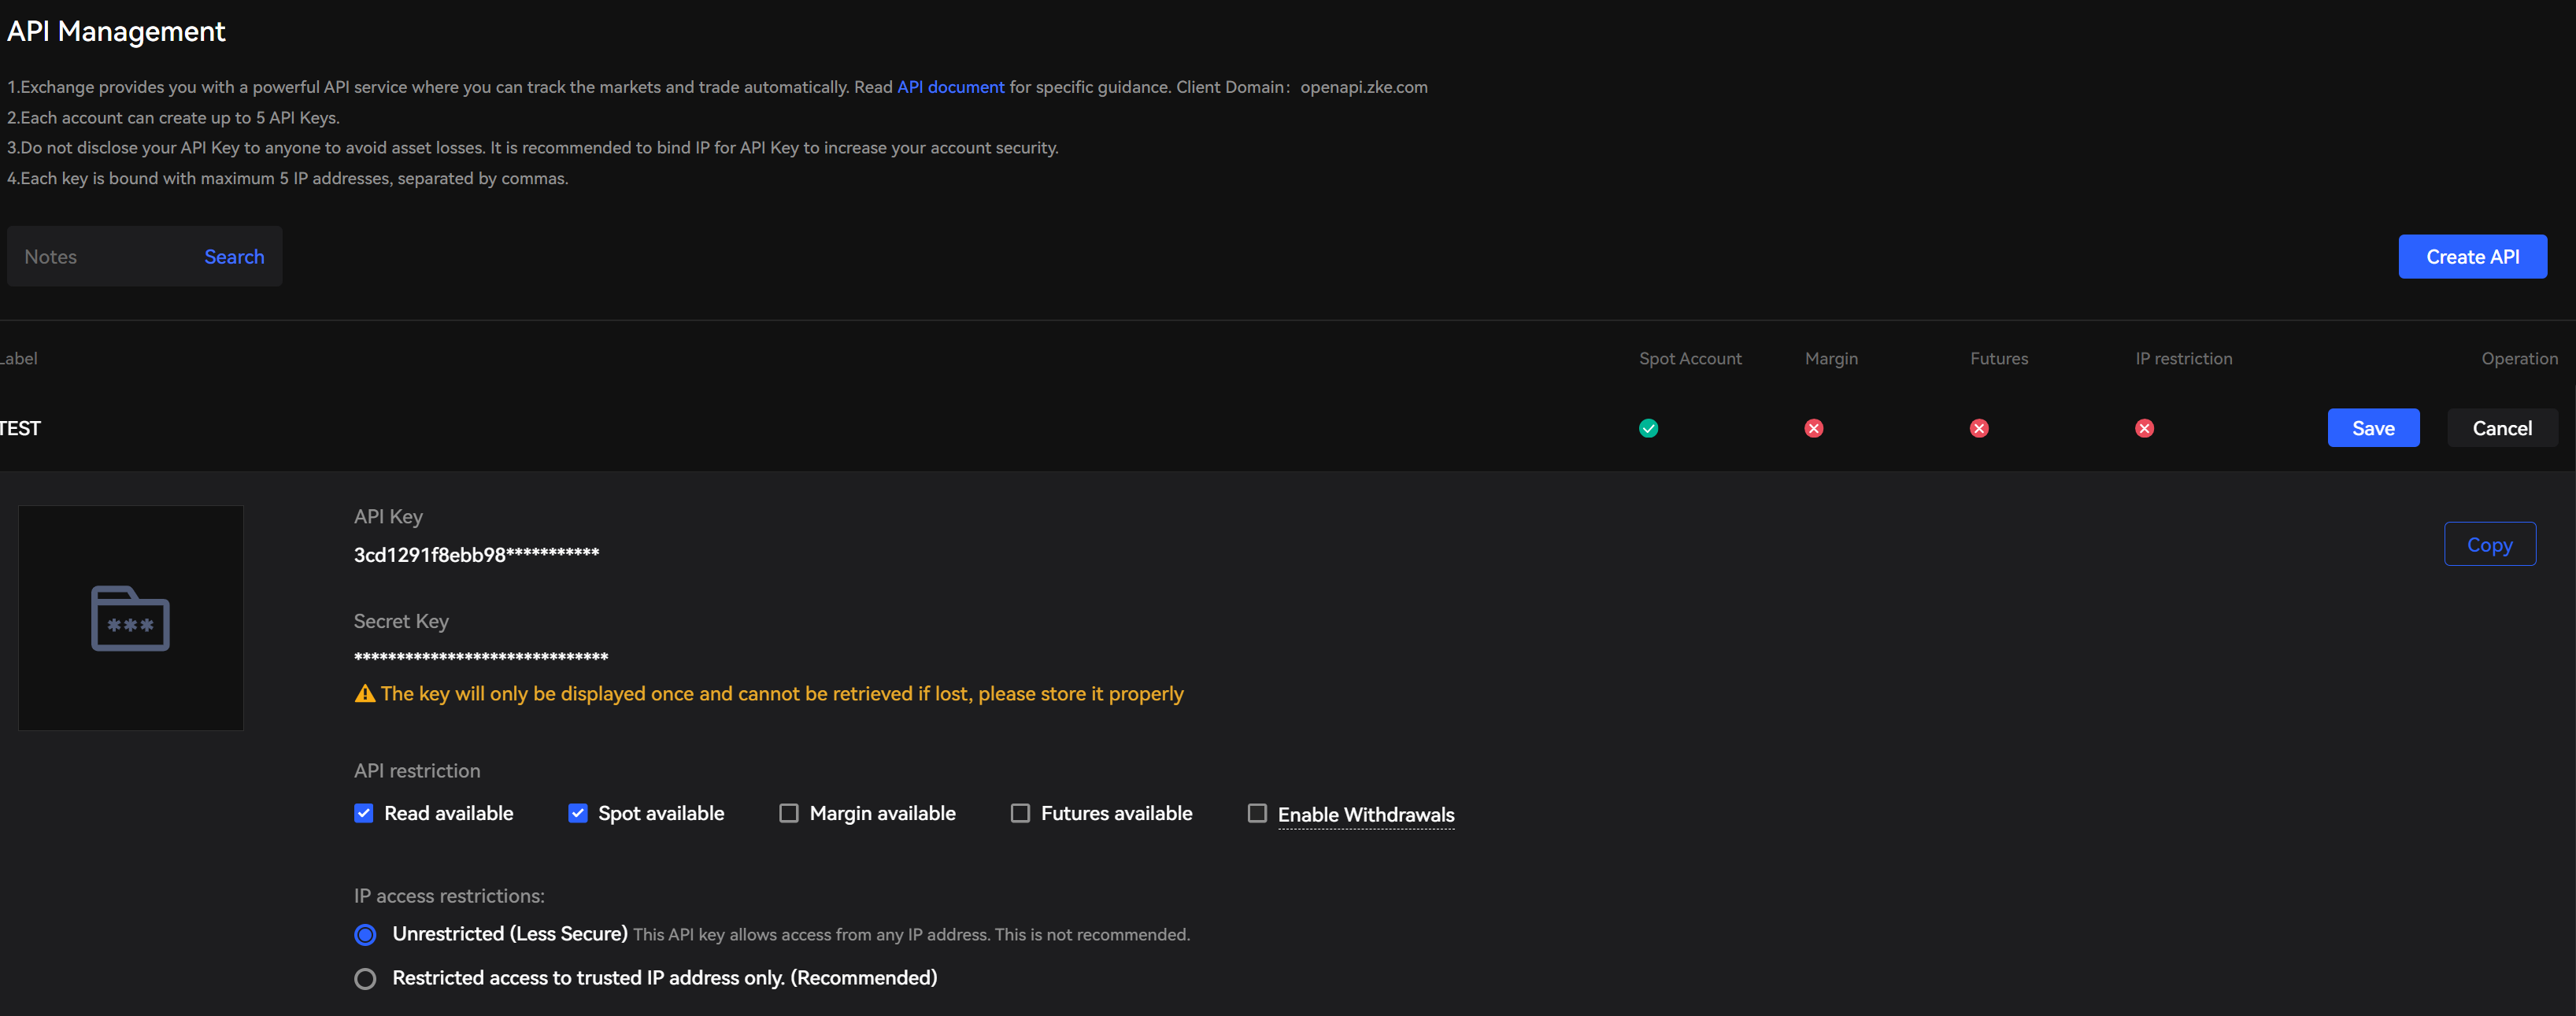 API Management
1.Exchange provides you with a powerful API service where you can track the markets and trade automatically. Read API document for specific guidance. Client Domain：openapi.zke.com
2.Each account can create up to 5 API Keys.
3.Do not disclose your API Key to anyone to avoid asset losses. It is recommended to bind IP for API Key to increase your account security.
4.Each key is bound with maximum 5 IP addresses, separated by commas.
Notes Search Create API
Label Spot Account Margin Futures IP restriction Operation
TEST Save Cancel
API Key
3cd1291f8ebb98*********** Copy
Secret Key
******************************
The key will only be displayed once and cannot be retrieved if lost, please store it properly
API restriction
Read available Spot available Margin available Futures available Enable Withdrawals
IP access restrictions:
Unrestricted (Less Secure) This API key allows access from any IP address. This is not recommended.
Restricted access to trusted IP address only. (Recommended)